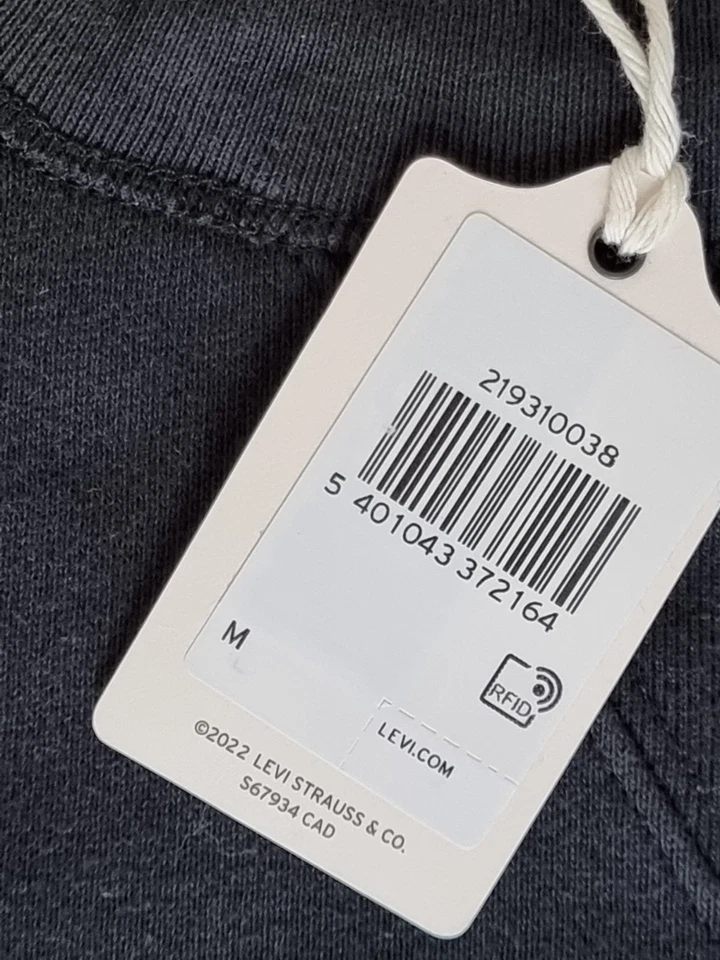 219310038
5 401043 372164
M
RFID
LEVI.COM
©2022 LEVI STRAUSS & CO.
S67934 CAD